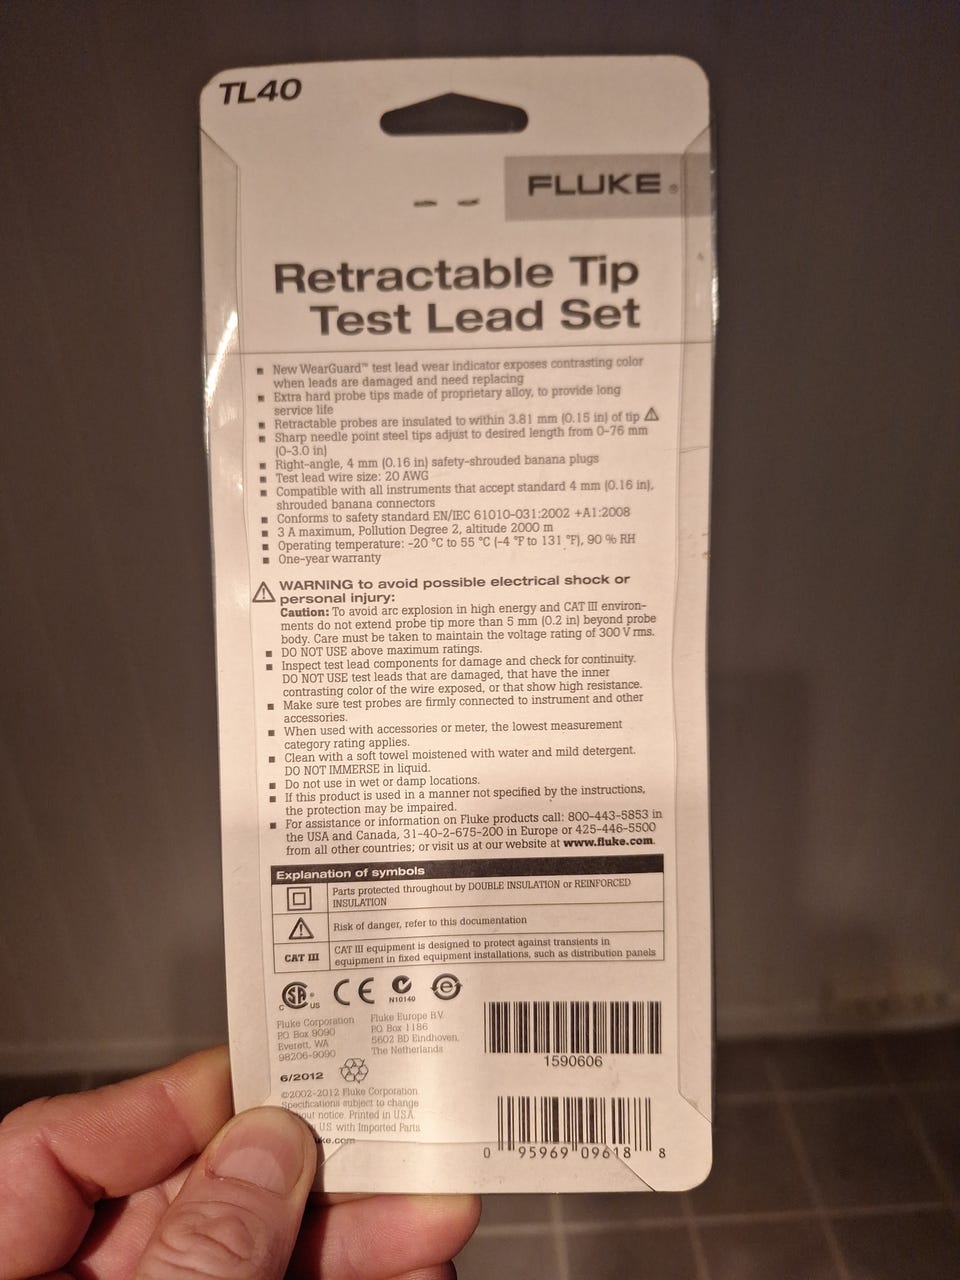 TL40
FLUKE®
Retractable Tip
Test Lead Set
■ New WearGuard™ test lead wear indicator exposes contrasting color
when leads are damaged and need replacing
■ Extra hard probe tips made of proprietary alloy, to provide long
service life
■ Retractable probes are insulated to within 3.81 mm (0.15 in) of tip ⚠
■ Sharp needle point steel tips adjust to desired length from 0-76 mm
(0-3.0 in)
■ Right-angle, 4 mm (0.16 in) safety-shrouded banana plugs
■ Test lead wire size: 20 AWG
■ Compatible with all instruments that accept standard 4 mm (0.16 in),
shrouded banana connectors
■ Conforms to safety standard EN/IEC 61010-031:2002 +A1:2008
■ 3 A maximum, Pollution Degree 2, altitude 2000 m
■ Operating temperature: -20 °C to 55 °C (-4 °F to 131 °F), 90 % RH
■ One-year warranty
⚠ WARNING to avoid possible electrical shock or
personal injury:
Caution: To avoid arc explosion in high energy and CAT III environ-
ments do not extend probe tip more than 5 mm (0.2 in) beyond probe
body. Care must be taken to maintain the voltage rating of 300 V rms.
■ DO NOT USE above maximum ratings.
■ Inspect test lead components for damage and check for continuity.
DO NOT USE test leads that are damaged, that have the inner
contrasting color of the wire exposed, or that show high resistance.
■ Make sure test probes are firmly connected to instrument and other
accessories.
■ When used with accessories or meter, the lowest measurement
category rating applies.
■ Clean with a soft towel moistened with water and mild detergent.
DO NOT IMMERSE in liquid.
■ Do not use in wet or damp locations.
■ If this product is used in a manner not specified by the instructions,
the protection may be impaired.
■ For assistance or information on Fluke products call: 800-443-5853 in
the USA and Canada, 31-40-2-675-200 in Europe or 425-446-5500
from all other countries; or visit us at our website at www.fluke.com.
Explanation of symbols
Parts protected throughout by DOUBLE INSULATION or REINFORCED
INSULATION
⚠ Risk of danger, refer to this documentation
CAT III CAT III equipment is designed to protect against transients in
equipment in fixed equipment installations, such as distribution panels
C SA ® US CE N10140 e
Fluke Corporation
P.O. Box 9090
Everett, WA
98206-9090
Fluke Europe B.V.
P.O. Box 1186
5602 BD Eindhoven,
The Netherlands
1590606
6/2012
©2002-2012 Fluke Corporation
Specifications subject to change
out notice. Printed in U.S.A.
U.S. with Imported Parts
uke.com
0 95969 09618 8